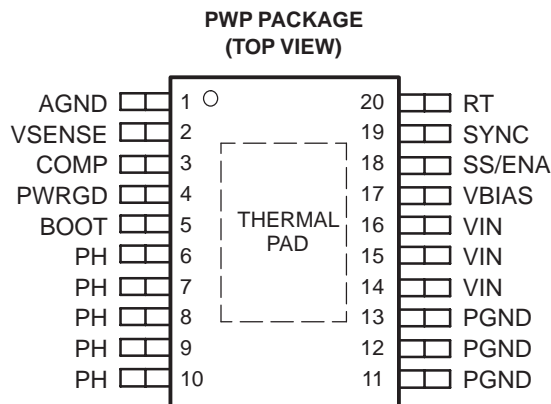 PWP PACKAGE
(TOP VIEW)
AGND 1 20 RT
VSENSE 2 19 SYNC
COMP 3 18 SS/ENA
PWRGD 4 17 VBIAS
BOOT 5 THERMAL 16 VIN
PH 6 PAD 15 VIN
PH 7 14 VIN
PH 8 13 PGND
PH 9 12 PGND
PH 10 11 PGND